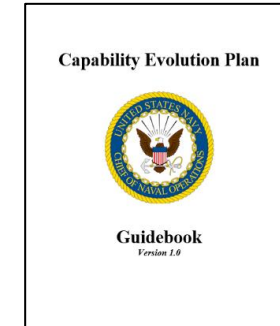 Capability Evolution Plan
UNITED STATES NAVY
CHIEF OF NAVAL OPERATIONS
Guidebook
Version 1.0